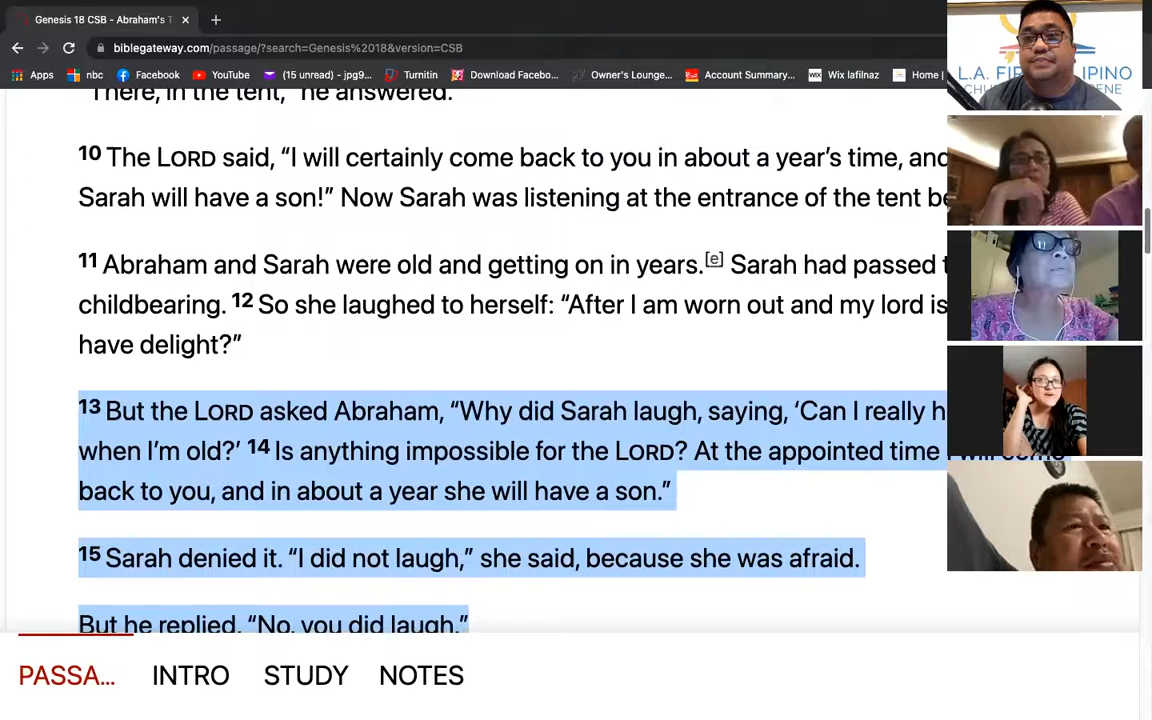 Genesis 18 CSB - Abraham's T
biblegateway.com/passage/?search=Genesis%2018&version=CSB
Apps nbc Facebook YouTube (15 unread) - jpg9... Turnitin Download Facebo... Owner's Lounge... Account Summary... Wix lafilnaz Home |
"There, in the tent," he answered.
10 The LORD said, “I will certainly come back to you in about a year’s time, and
Sarah will have a son!” Now Sarah was listening at the entrance of the tent
11 Abraham and Sarah were old and getting on in years.[e] Sarah had passed
childbearing. 12 So she laughed to herself: “After I am worn out and my lord is
have delight?”
13 But the LORD asked Abraham, “Why did Sarah laugh, saying, ‘Can I really
when I’m old?’ 14 Is anything impossible for the LORD? At the appointed time I will come
back to you, and in about a year she will have a son.”
15 Sarah denied it. “I did not laugh,” she said, because she was afraid.
But he replied, “No, you did laugh.”
PASSA... INTRO STUDY NOTES
L.A. FIR IPINO
CHU ENE